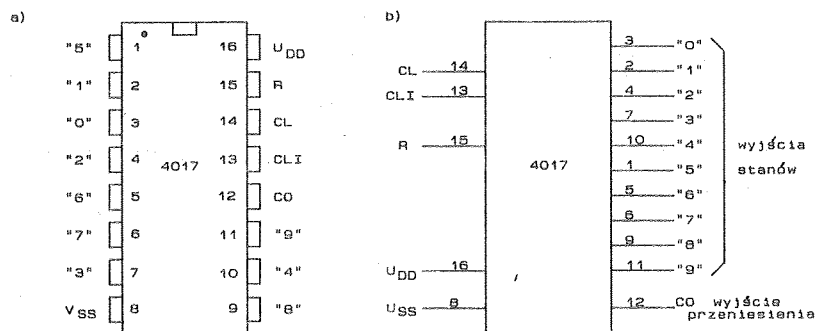 a)
"5" 1 16 UDD
"1" 2 15 R
"0" 3 14 CL
"2" 4 4017 13 CLI
"6" 5 12 CO
"7" 6 11 "9"
"3" 7 10 "4"
VSS 8 9 "8"
b)
3 "0"
14 CL 2 "1"
13 CLI 4 "2"
7 "3"
R 15 10 "4" wyjścia
4017 1 "5" stanów
5 "6"
6 "7"
9 "8"
UDD 16 11 "9"
USS 8 12 CO wyjście
przeniesienia